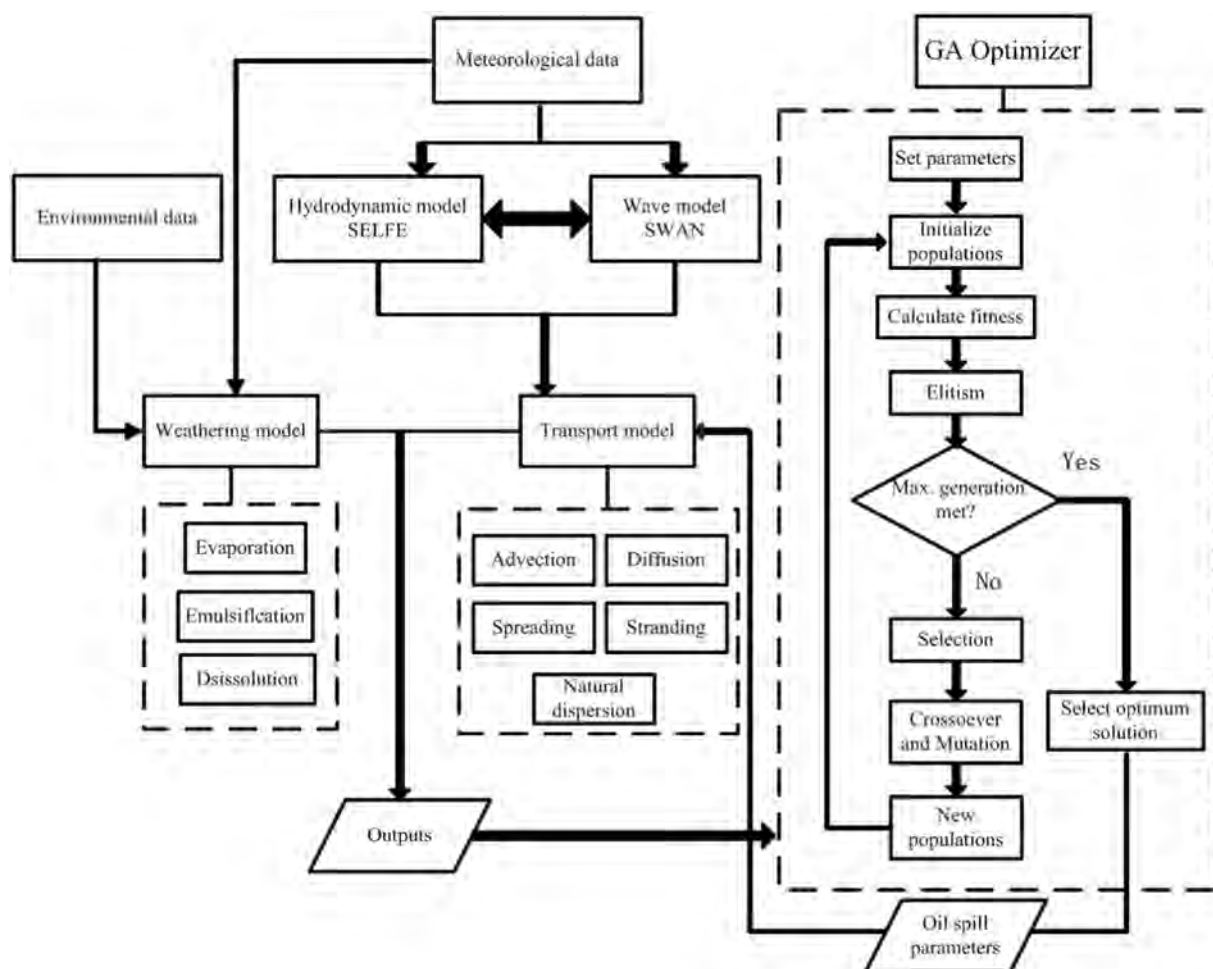 Meteorological data
GA Optimizer
Set parameters
Environmental data
Hydrodynamic model
SELFE
Wave model
SWAN
Initialize
populations
Calculate fitness
Elitism
Weathering model
Transport model
Max. generation
met?
Yes
No
Evaporation
Emulsification
Dsissolution
Advection
Diffusion
Spreading
Stranding
Natural
dispersion
Selection
Crossoever
and Mutation
New
populations
Select optimum
solution
Outputs
Oil spill
parameters